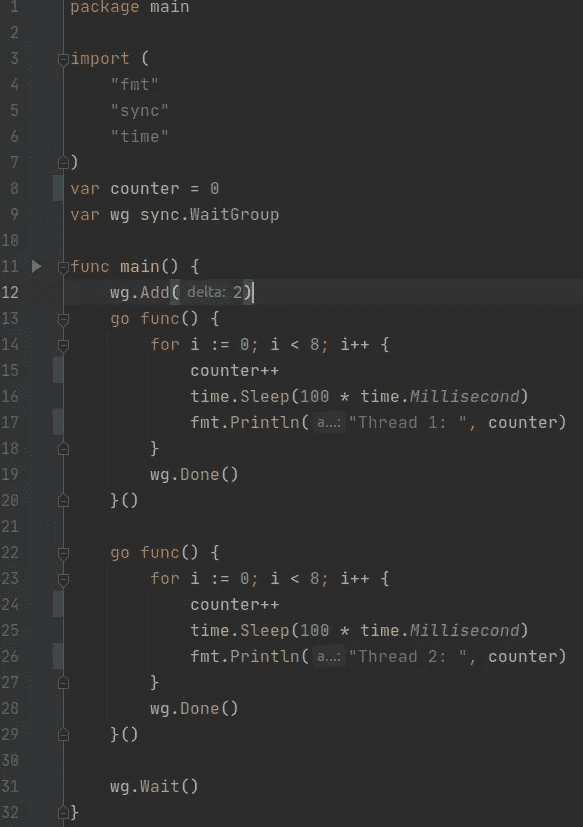 1 package main
2
3 import (
4     "fmt"
5     "sync"
6     "time"
7 )
8 var counter = 0
9 var wg sync.WaitGroup
10
11 func main() {
12     wg.Add( delta: 2)
13     go func() {
14         for i := 0; i < 8; i++ {
15             counter++
16             time.Sleep(100 * time.Millisecond)
17             fmt.Println( a...: "Thread 1: ", counter)
18         }
19         wg.Done()
20     }()
21
22     go func() {
23         for i := 0; i < 8; i++ {
24             counter++
25             time.Sleep(100 * time.Millisecond)
26             fmt.Println( a...: "Thread 2: ", counter)
27         }
28         wg.Done()
29     }()
30
31     wg.Wait()
32 }